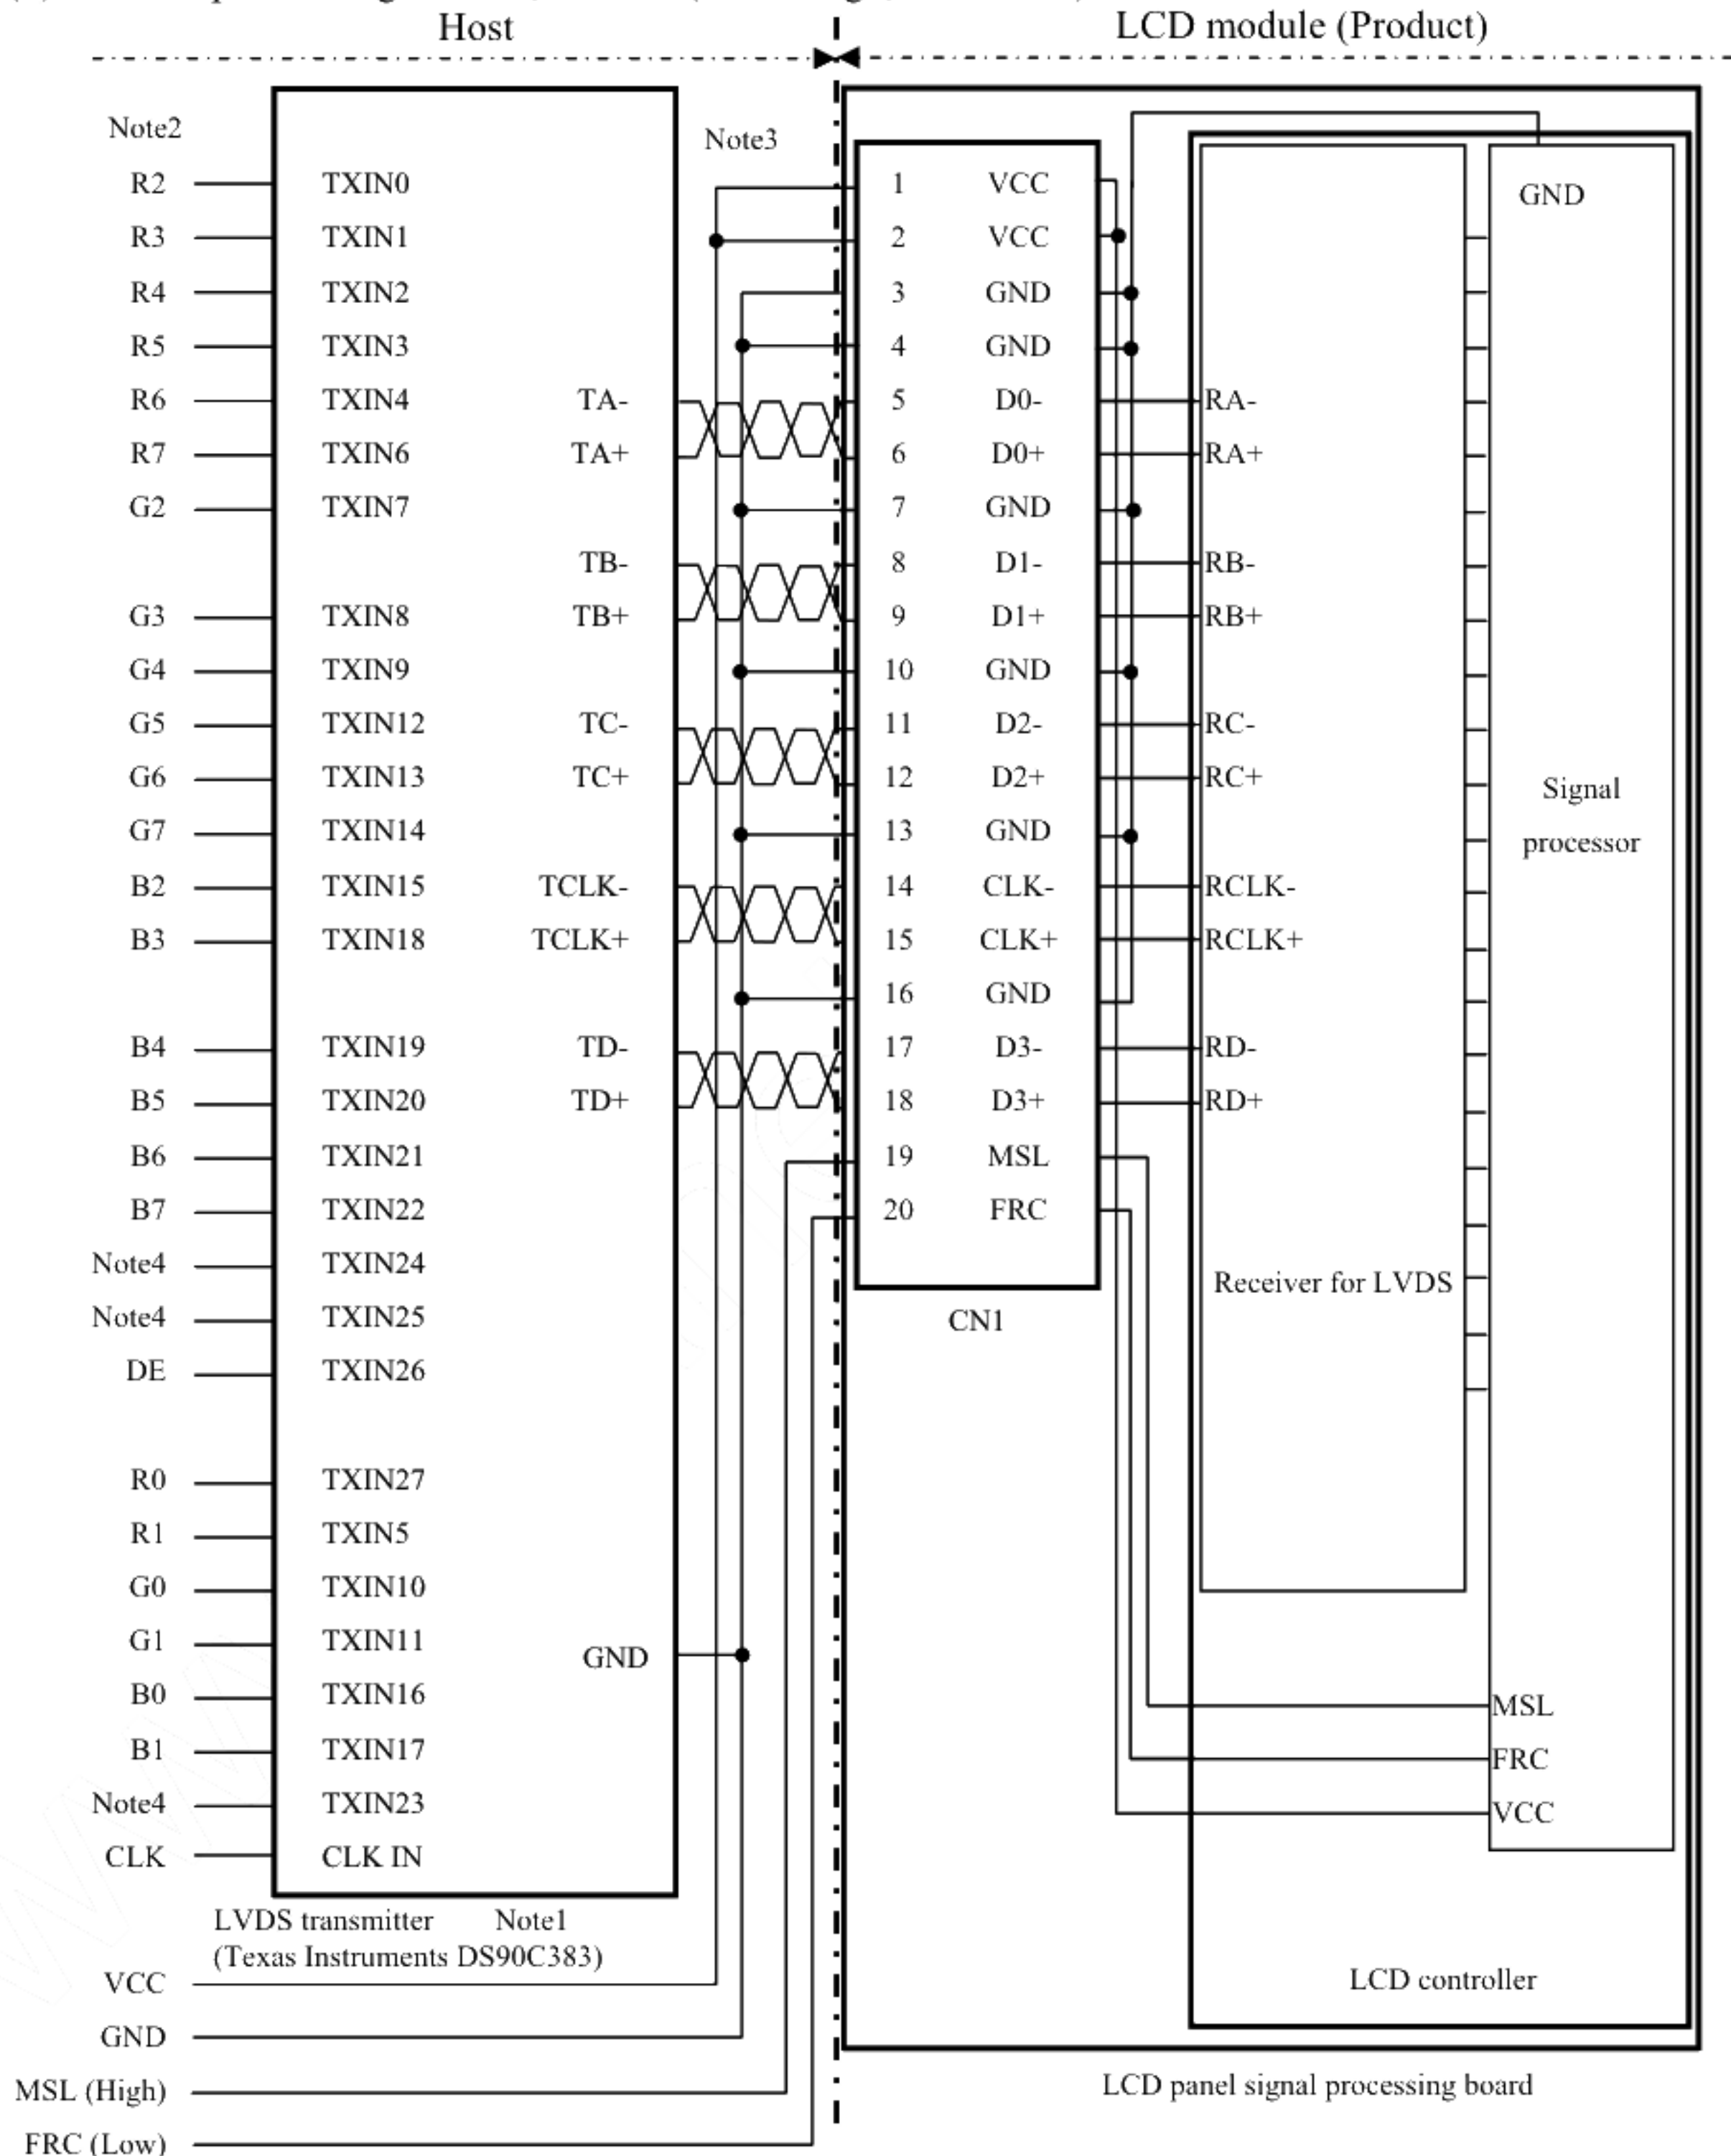 Host LCD module (Product)
Note2 Note3
R2 TXIN0 1 VCC GND
R3 TXIN1 2 VCC
R4 TXIN2 3 GND
R5 TXIN3 4 GND
R6 TXIN4 TA- 5 D0- RA-
R7 TXIN6 TA+ 6 D0+ RA+
G2 TXIN7 7 GND
TB- 8 D1- RB-
G3 TXIN8 TB+ 9 D1+ RB+
G4 TXIN9 10 GND
G5 TXIN12 TC- 11 D2- RC-
G6 TXIN13 TC+ 12 D2+ RC+ Signal
G7 TXIN14 13 GND processor
B2 TXIN15 TCLK- 14 CLK- RCLK-
B3 TXIN18 TCLK+ 15 CLK+ RCLK+
16 GND
B4 TXIN19 TD- 17 D3- RD-
B5 TXIN20 TD+ 18 D3+ RD+
B6 TXIN21 19 MSL
B7 TXIN22 20 FRC
Note4 TXIN24 Receiver for LVDS
Note4 TXIN25 CN1
DE TXIN26
R0 TXIN27
R1 TXIN5
G0 TXIN10
G1 TXIN11 GND
B0 TXIN16 MSL
B1 TXIN17 FRC
Note4 TXIN23 VCC
CLK CLK IN
LVDS transmitter Note1
(Texas Instruments DS90C383)
VCC LCD controller
GND
MSL (High) LCD panel signal processing board
FRC (Low)